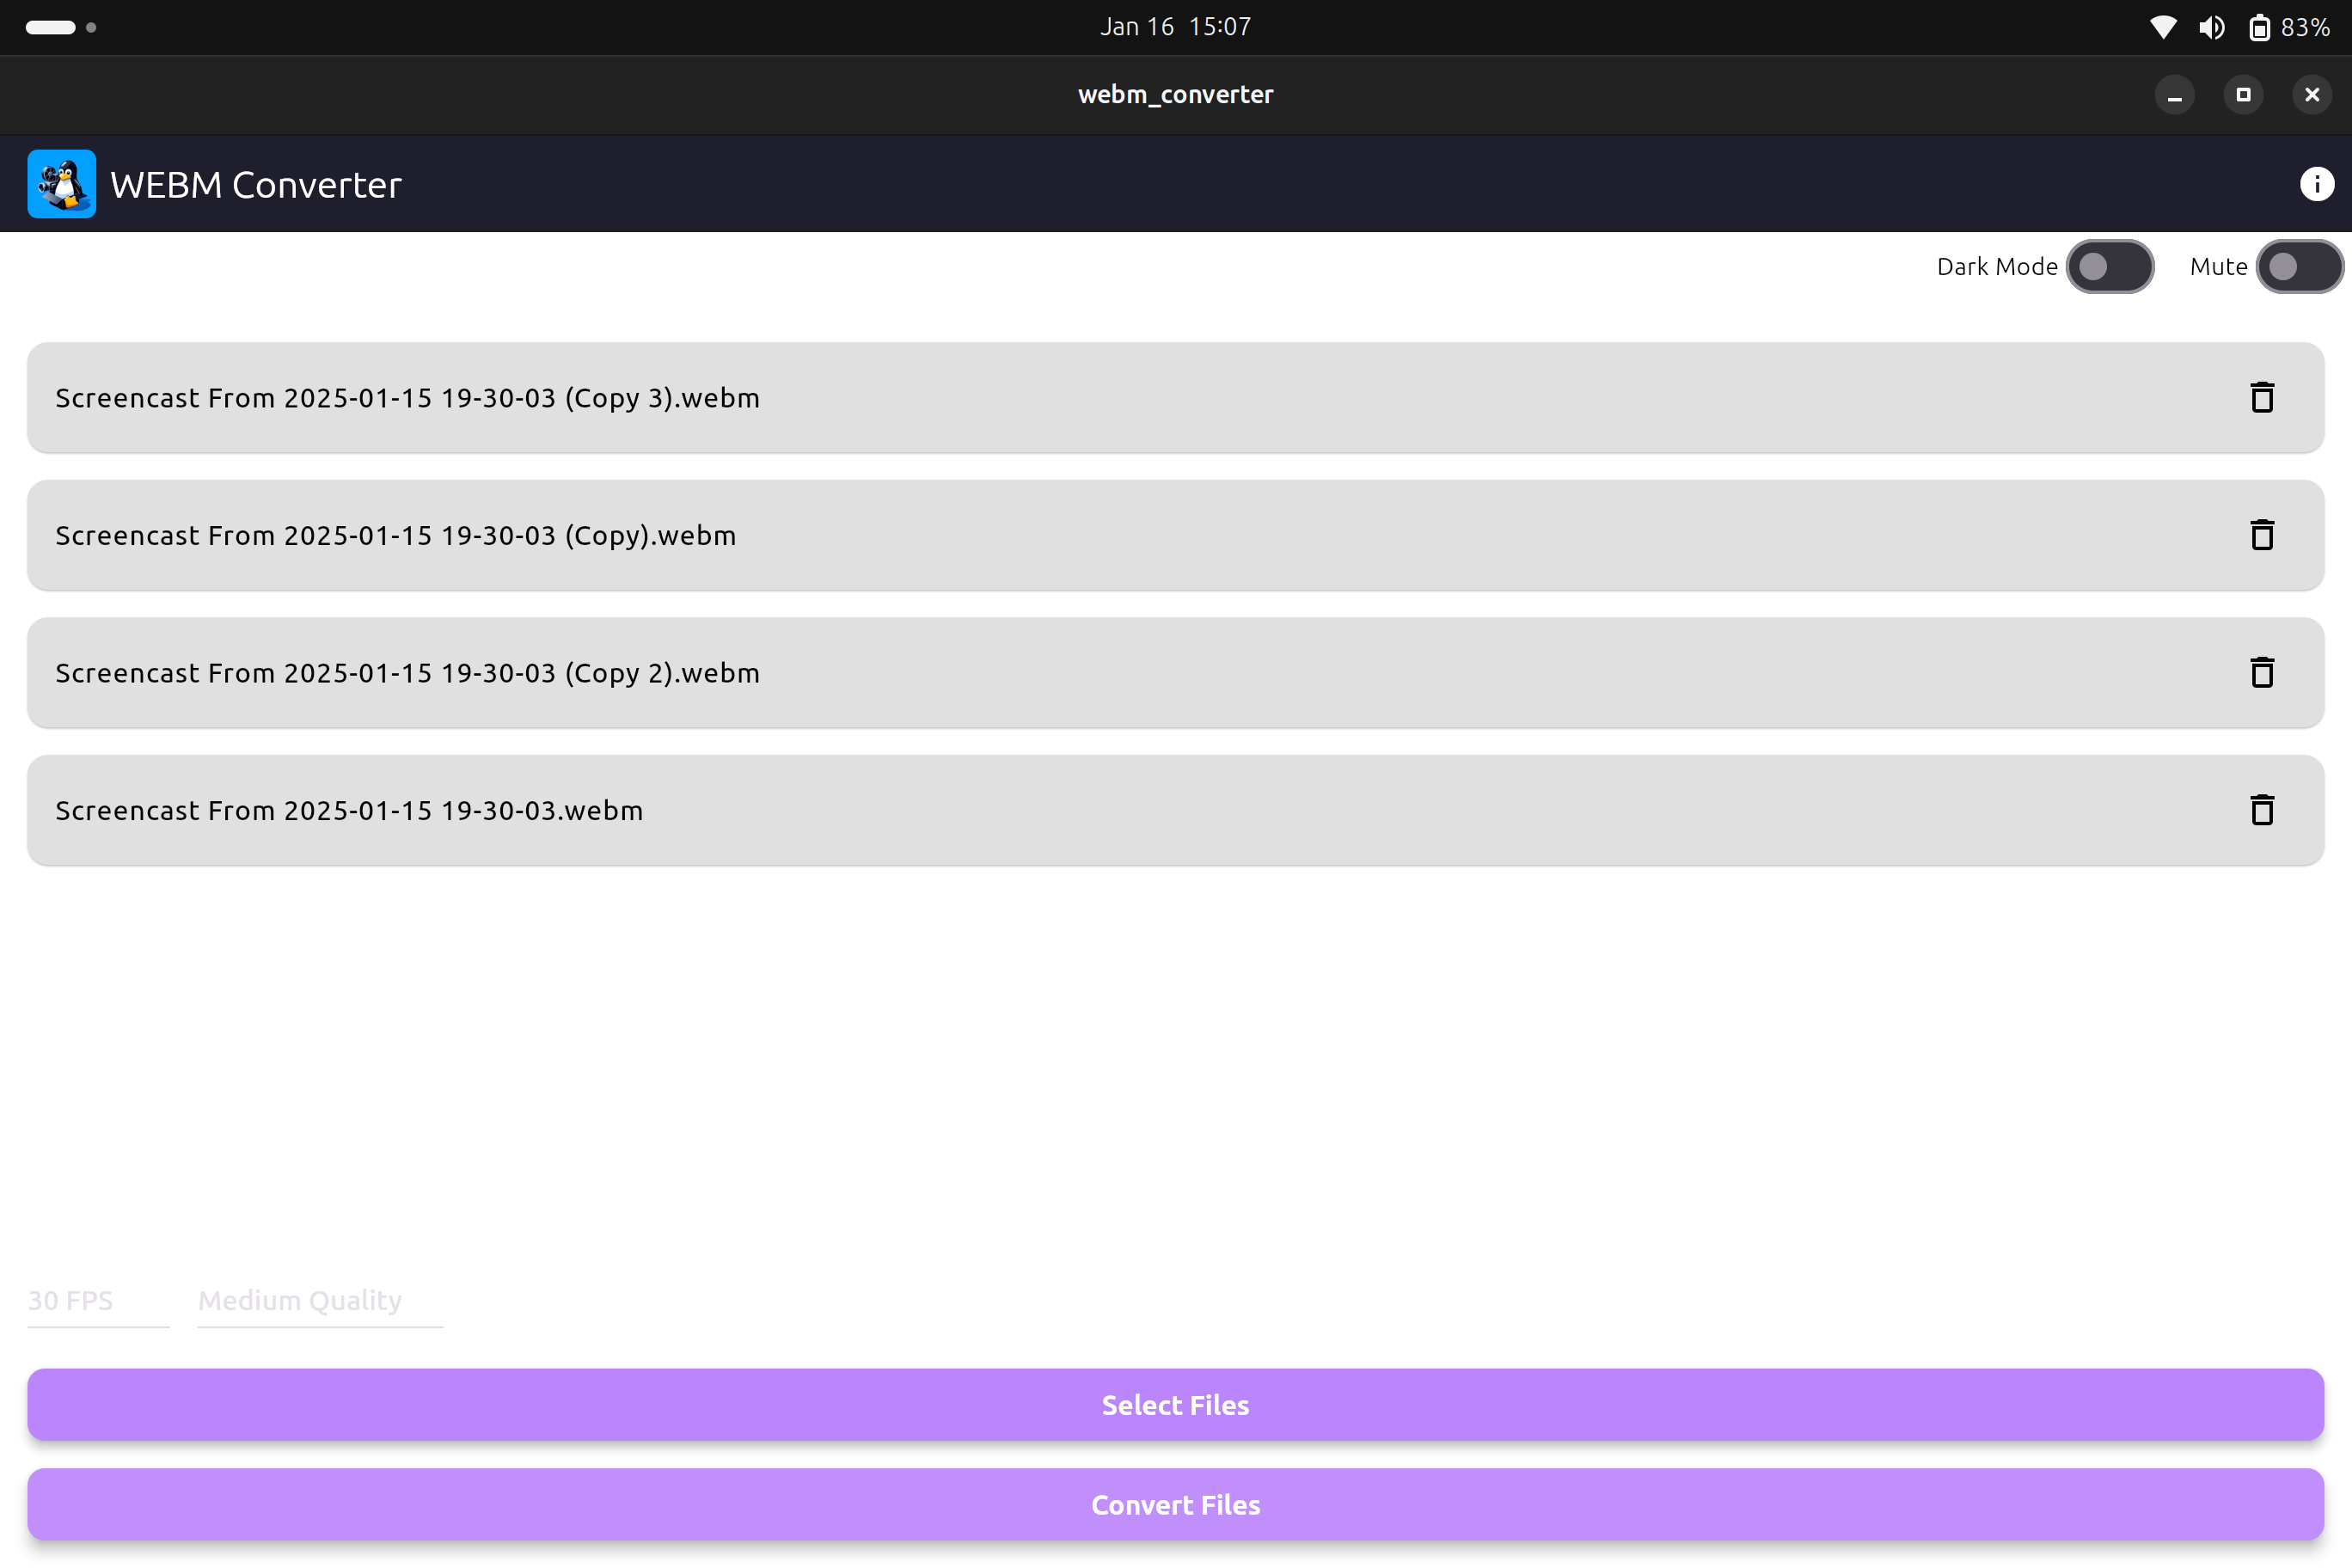 Jan 16 15:07
83%
webm_converter
WEBM Converter
Dark Mode
Mute
Screencast From 2025-01-15 19-30-03 (Copy 3).webm
Screencast From 2025-01-15 19-30-03 (Copy).webm
Screencast From 2025-01-15 19-30-03 (Copy 2).webm
Screencast From 2025-01-15 19-30-03.webm
30 FPS
Medium Quality
Select Files
Convert Files